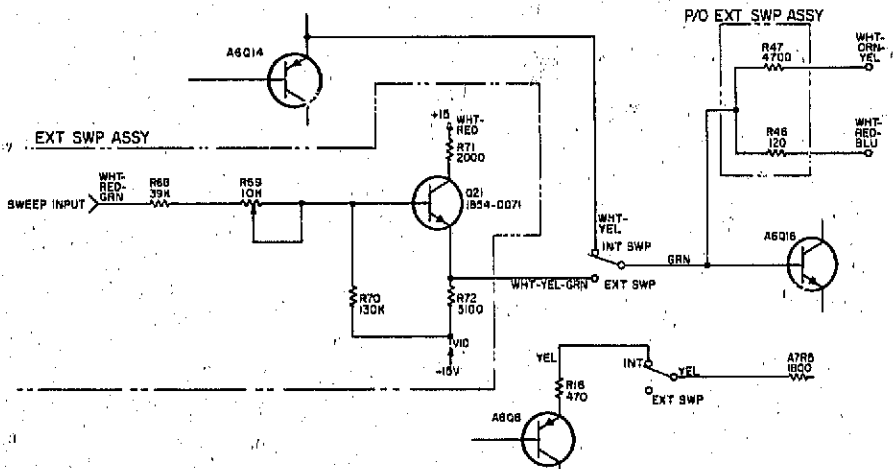 P/O EXT SWP ASSY
A6Q14
R47
4700
WHT-
ORN-
YEL
EXT SWP ASSY
+15
WHT-
RED
R71
2000
R46
120
WHT-
RED-
BLU
SWEEP INPUT
WHT-
RED-
GRN
R68
39K
R69
10K
Q21
1854-0071
WHT-
YEL
INT SWP
GRN
A6Q16
WHT-YEL-GRN
EXT SWP
R70
130K
R72
5100
-15V
YEL
INT
YEL
A7R5
1800
R16
470
EXT SWP